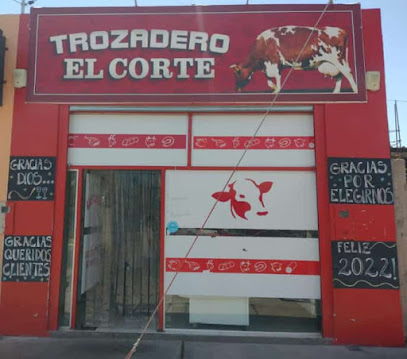 TROZADERO
EL CORTE
GRACIAS
DIOS...
!!
GRACIAS
QUERIDOS
CLIENTES
GRACIAS
POR
ELEGIRNOS
FELIZ
2022!